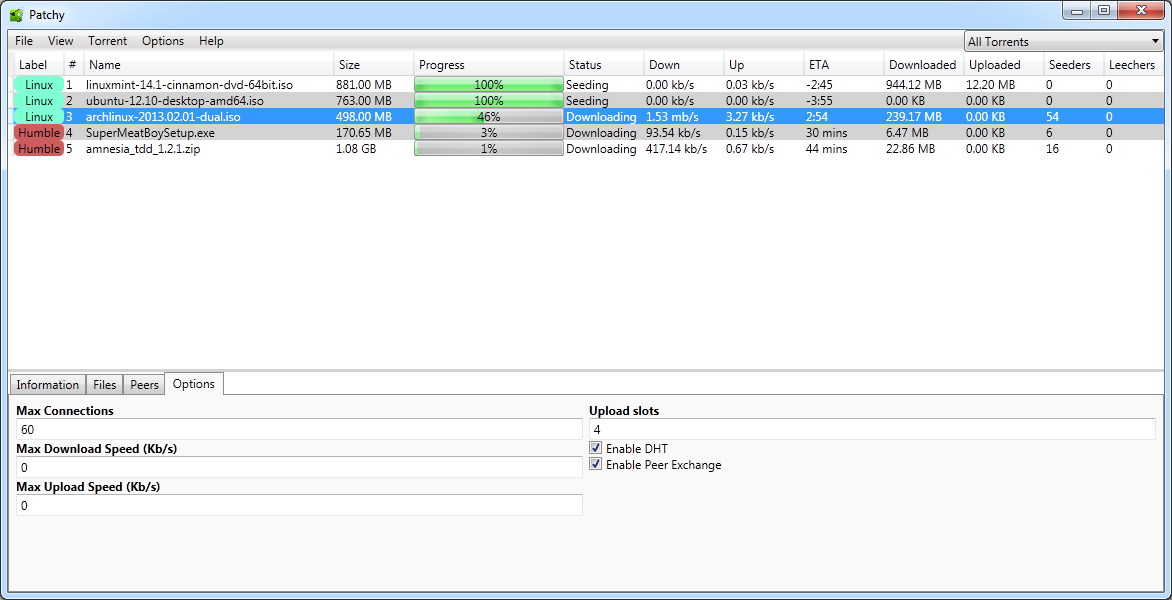 Patchy
File View Torrent Options Help All Torrents
Label # Name Size Progress Status Down Up ETA Downloaded Uploaded Seeders Leechers
Linux 1 linuxmint-14.1-cinnamon-dvd-64bit.iso 881.00 MB 100% Seeding 0.00 kb/s 0.03 kb/s -2:45 944.12 MB 12.20 MB 0 0
Linux 2 ubuntu-12.10-desktop-amd64.iso 763.00 MB 100% Seeding 0.00 kb/s 0.00 kb/s -3:55 0.00 KB 0.00 KB 0 0
Linux 3 archlinux-2013.02.01-dual.iso 498.00 MB 46% Downloading 1.53 mb/s 3.27 kb/s 2:54 239.17 MB 0.00 KB 54 0
Humble 4 SuperMeatBoySetup.exe 170.65 MB 3% Downloading 93.54 kb/s 0.15 kb/s 30 mins 6.47 MB 0.00 KB 6 0
Humble 5 amnesia_tdd_1.2.1.zip 1.08 GB 1% Downloading 417.14 kb/s 0.67 kb/s 44 mins 22.86 MB 0.00 KB 16 0
Information Files Peers Options
Max Connections Upload slots
60 4
Max Download Speed (Kb/s) Enable DHT
0 Enable Peer Exchange
Max Upload Speed (Kb/s)
0